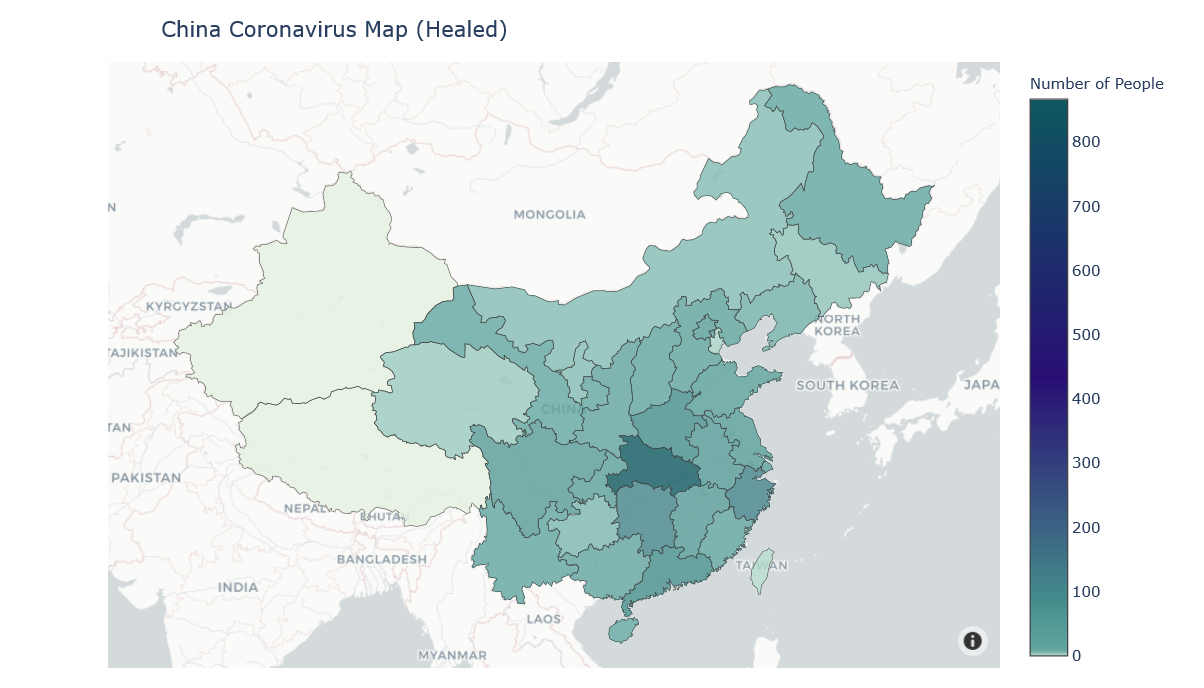 China Coronavirus Map (Healed)
Number of People
800
700
600
500
400
300
200
100
0
MONGOLIA
KYRGYZSTAN
NORTH
KOREA
TAJIKISTAN
SOUTH KOREA
JAPA
CHINA
TAN
PAKISTAN
NEPAL
BHUTAN
BANGLADESH
TAIWAN
INDIA
LAOS
MYANMAR
N
i